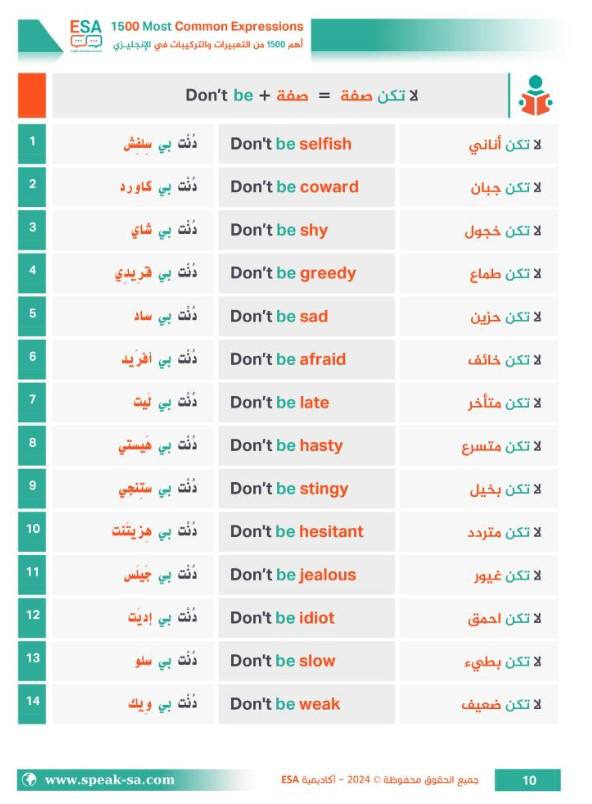 ESA 1500 Most Common Expressions
أهم 1500 من التعبيرات والتركيبات في الإنجليزي
Don't be + صفة = لا تكن صفة
1 دُنْت بي سِلفِش Don't be selfish لا تكن أناني
2 دُنْت بي كاورد Don't be coward لا تكن جبان
3 دُنْت بي شاي Don't be shy لا تكن خجول
4 دُنْت بي قريدِي Don't be greedy لا تكن طماع
5 دُنْت بي ساد Don't be sad لا تكن حزين
6 دُنْت بي أفرَيد Don't be afraid لا تكن خائف
7 دُنْت بي لَيت Don't be late لا تكن متأخر
8 دُنْت بي هَيستي Don't be hasty لا تكن متسرع
9 دُنْت بي ستِنجي Don't be stingy لا تكن بخيل
10 دُنْت بي هِزيتَنت Don't be hesitant لا تكن متردد
11 دُنْت بي جَيلَس Don't be jealous لا تكن غيور
12 دُنْت بي إديَت Don't be idiot لا تكن احمق
13 دُنْت بي سلو Don't be slow لا تكن بطيء
14 دُنْت بي وِيك Don't be weak لا تكن ضعيف
www.speak-sa.com جميع الحقوق محفوظة © 2024 - أكاديمية ESA 10